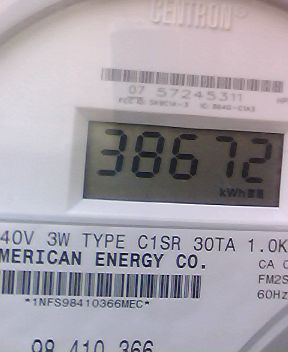 CENTRON®
07 57245311
38672
kWh
40V 3W TYPE C1SR 30TA 1.0K
MERICAN ENERGY CO.
CA 0
FM2S
60Hz
*1NFS98410366MEC*
98 410 366